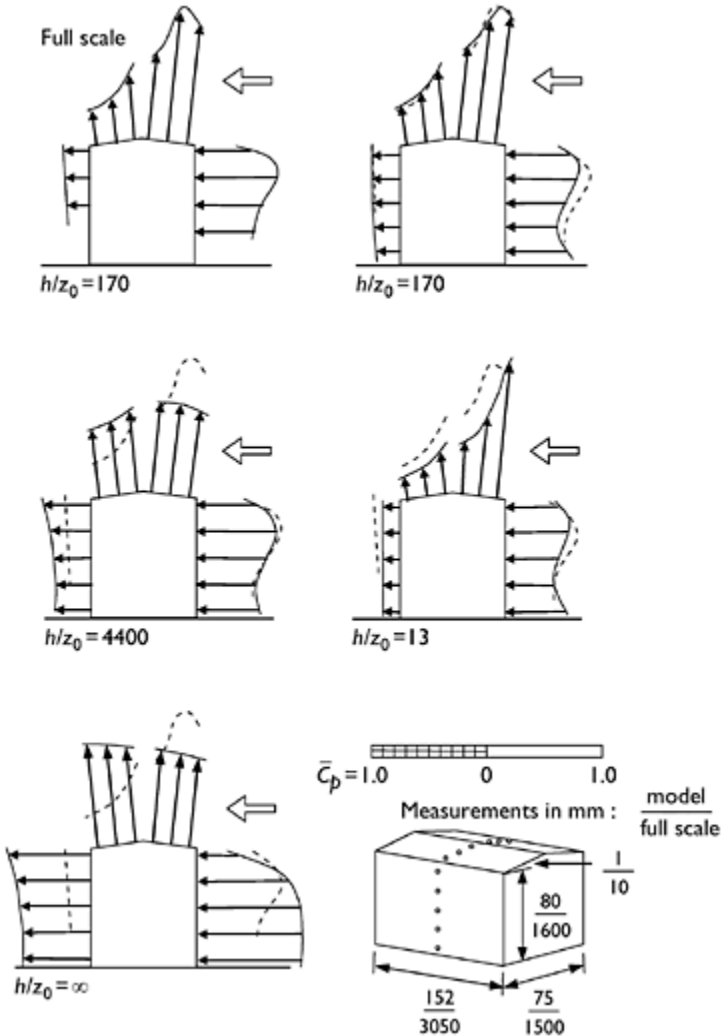 Full scale
h/z₀ = 170
h/z₀ = 170
h/z₀ = 4400
h/z₀ = 13
C̄p = 1.0 0 1.0
Measurements in mm : model / full scale
1/10
80/1600
152/3050
75/1500
h/z₀ = ∞